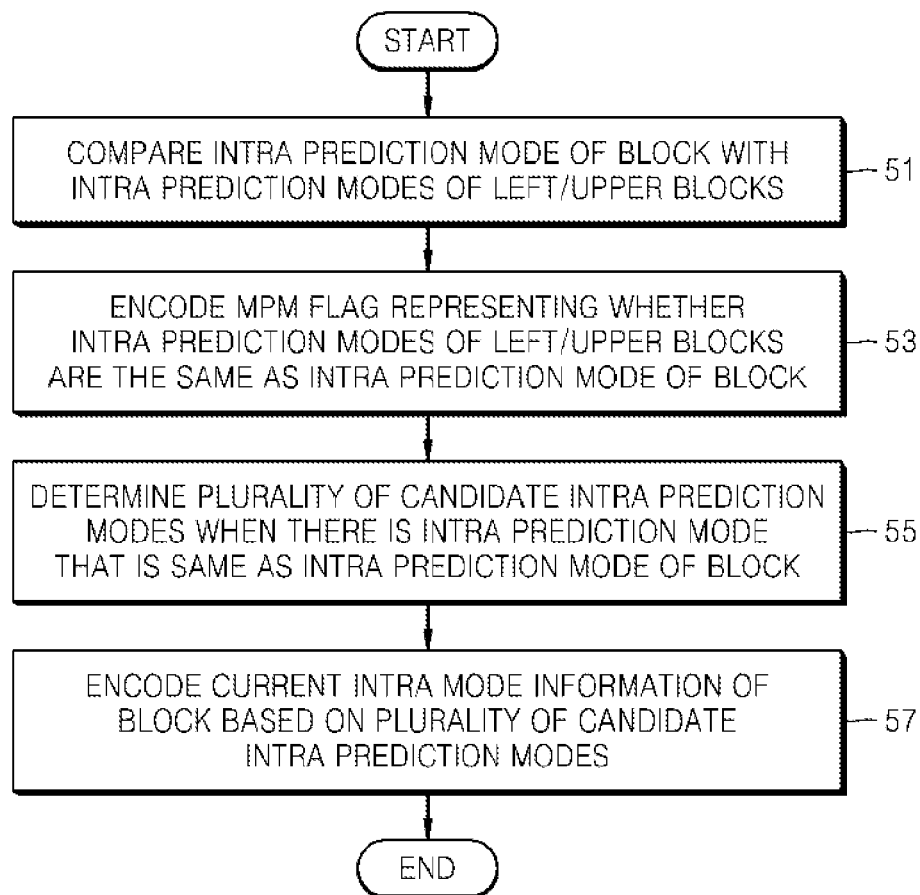 START
COMPARE INTRA PREDICTION MODE OF BLOCK WITH
INTRA PREDICTION MODES OF LEFT/UPPER BLOCKS
51
ENCODE MPM FLAG REPRESENTING WHETHER
INTRA PREDICTION MODES OF LEFT/UPPER BLOCKS
ARE THE SAME AS INTRA PREDICTION MODE OF BLOCK
53
DETERMINE PLURALITY OF CANDIDATE INTRA PREDICTION
MODES WHEN THERE IS INTRA PREDICTION MODE
THAT IS SAME AS INTRA PREDICTION MODE OF BLOCK
55
ENCODE CURRENT INTRA MODE INFORMATION OF
BLOCK BASED ON PLURALITY OF CANDIDATE
INTRA PREDICTION MODES
57
END